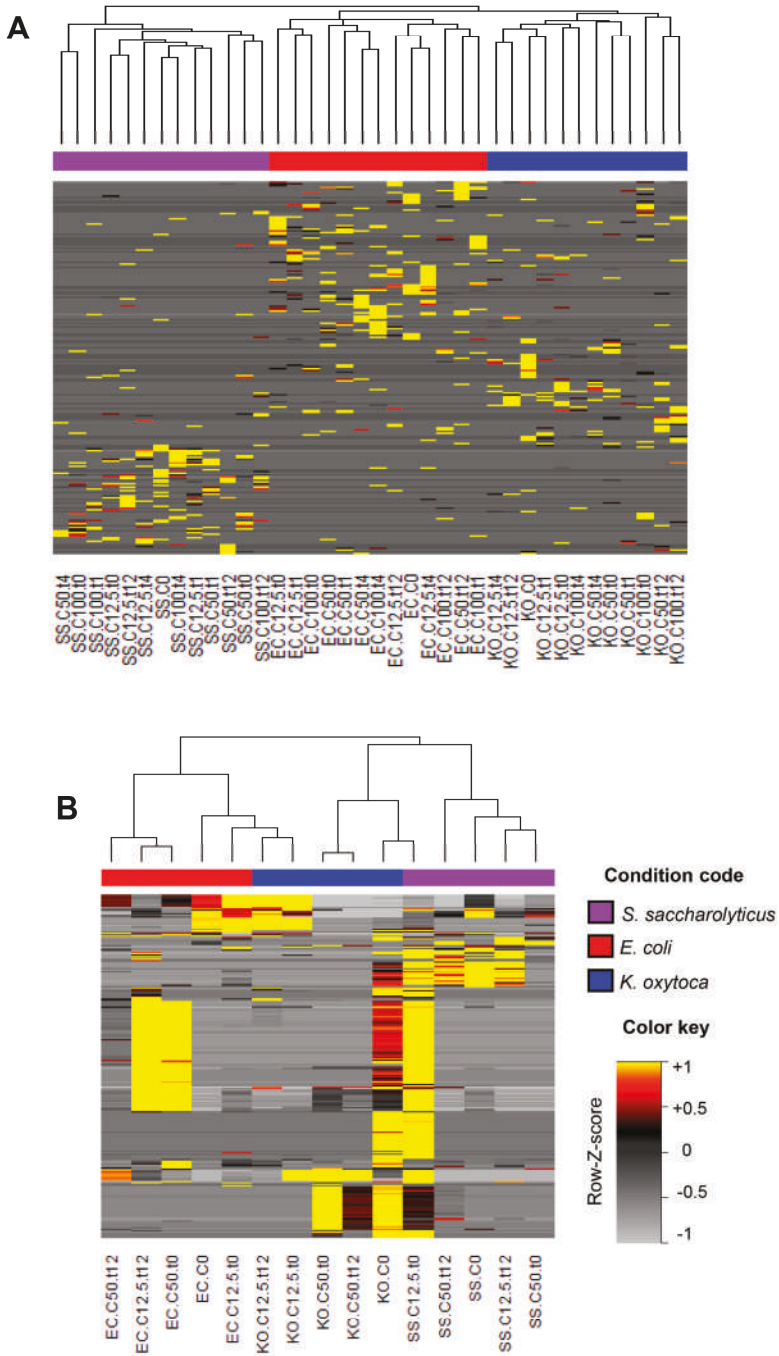 A
SS.C50.t4
SS.C100.t0
SS.C100.t1
SS.C12.5.t0
SS.C12.5.t12
SS.C12.5.t4
SS.C0
SS.C100.t4
SS.C12.5.t1
SS.C50.t1
SS.C50.t12
SS.C50.t0
SS.C100.t12
EC.C12.5.t0
EC.C12.5.t1
EC.C100.t0
EC.C50.t0
EC.C50.t1
EC.C50.t4
EC.C100.t4
EC.C12.5.t12
EC.C0
EC.C12.5.t4
EC.C100.t12
EC.C50.t12
EC.C100.t1
KO.C12.5.t4
KO.C12.5.t12
KO.C0
KO.C12.5.t1
KO.C12.5.t0
KO.C100.t4
KO.C50.t4
KO.C50.t0
KO.C50.t1
KO.C100.t0
KO.C50.t12
KO.C100.t12
B
EC.C50.t12
EC.C12.5.t12
EC.C50.t0
EC.C0
EC.C12.5.t0
KO.C12.5.t12
KO.C12.5.t0
KO.C50.t0
KC.C50.t12
KO.C0
SS.C12.5.t0
SS.C50.t12
SS.C0
SS.C12.5.t12
SS.C50.t0
Condition code
S. saccharolyticus
E. coli
K. oxytoca
Color key
Row-Z-score
+1
+0.5
0
-0.5
-1